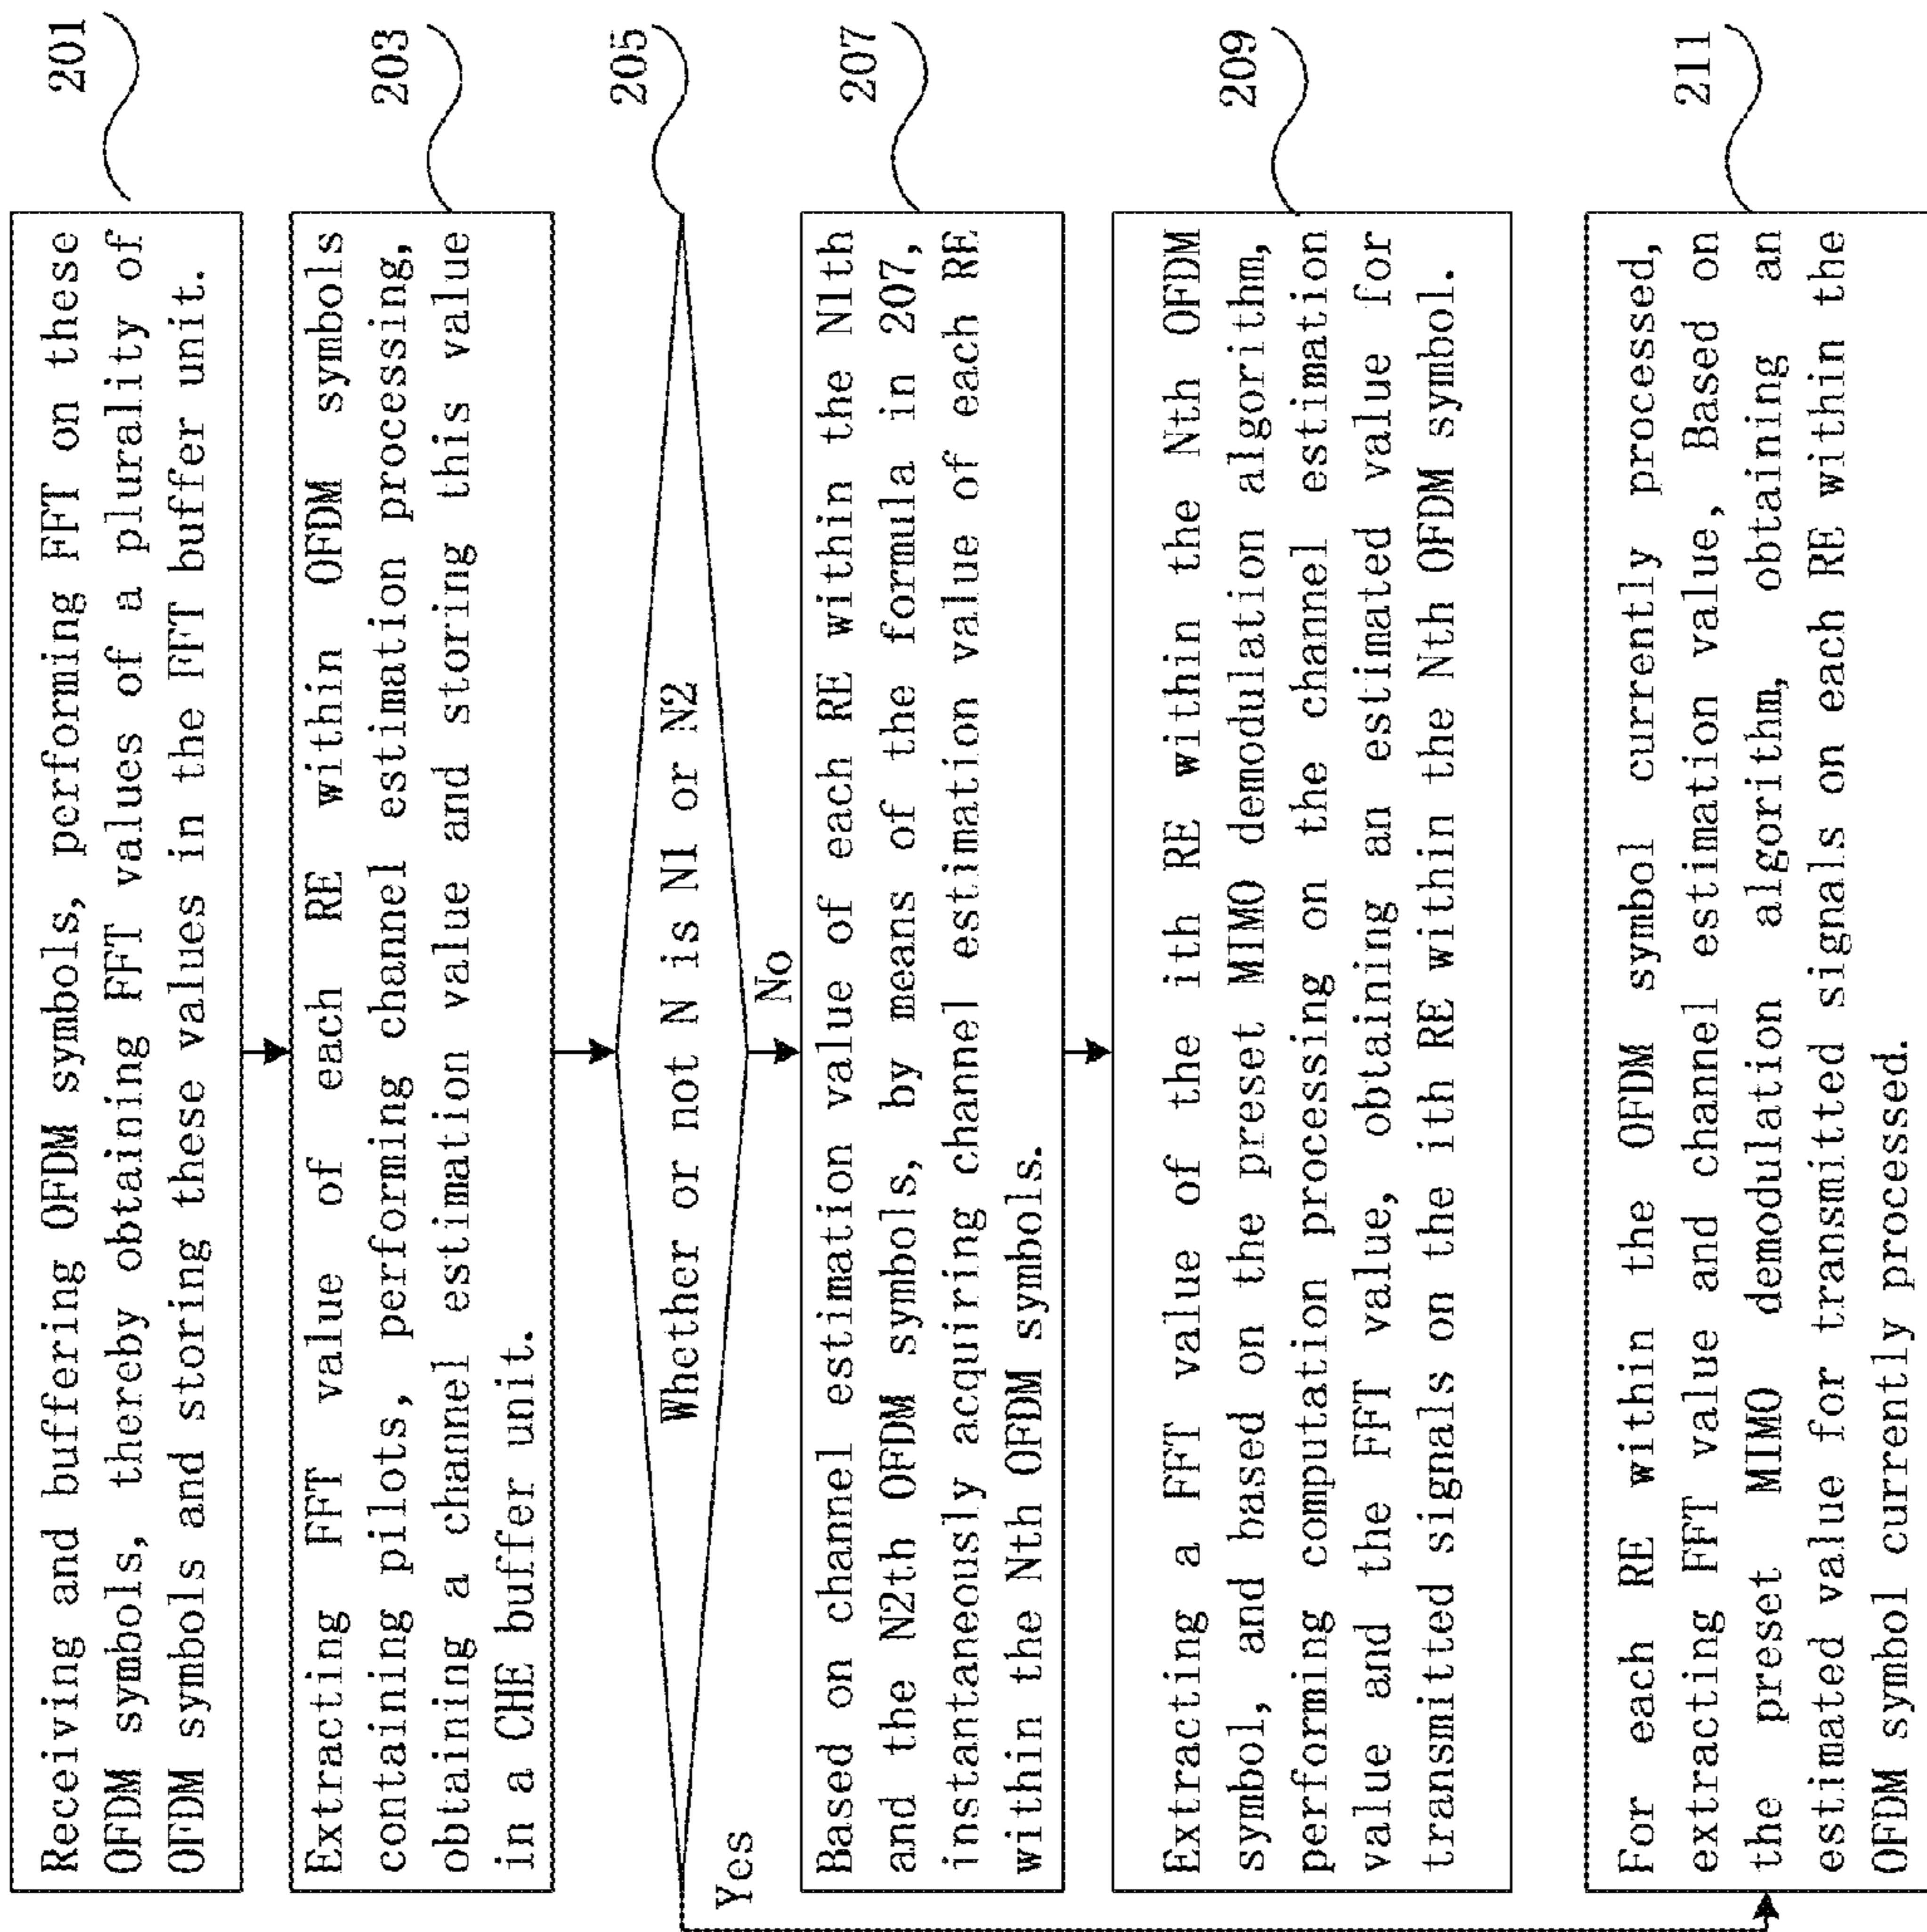 Receiving and buffering OFDM symbols, performing FFT on these
OFDM symbols, thereby obtaining FFT values of a plurality of
OFDM symbols and storing these values in the FFT buffer unit.
201
Extracting FFT value of each RE within OFDM symbols
containing pilots, performing channel estimation processing,
obtaining a channel estimation value and storing this value
in a CHE buffer unit.
203
Whether or not N is N1 or N2
205
Yes
No
Based on channel estimation value of each RE within the N1th
and the N2th OFDM symbols, by means of the formula in 207,
instantaneously acquiring channel estimation value of each RE
within the Nth OFDM symbols.
207
Extracting a FFT value of the ith RE within the Nth OFDM
symbol, and based on the preset MIMO demodulation algorithm,
performing computation processing on the channel estimation
value and the FFT value, obtaining an estimated value for
transmitted signals on the ith RE within the Nth OFDM symbol.
209
For each RE within the OFDM symbol currently processed,
extracting FFT value and channel estimation value, Based on
the preset MIMO demodulation algorithm, obtaining an
estimated value for transmitted signals on each RE within the
OFDM symbol currently processed.
211